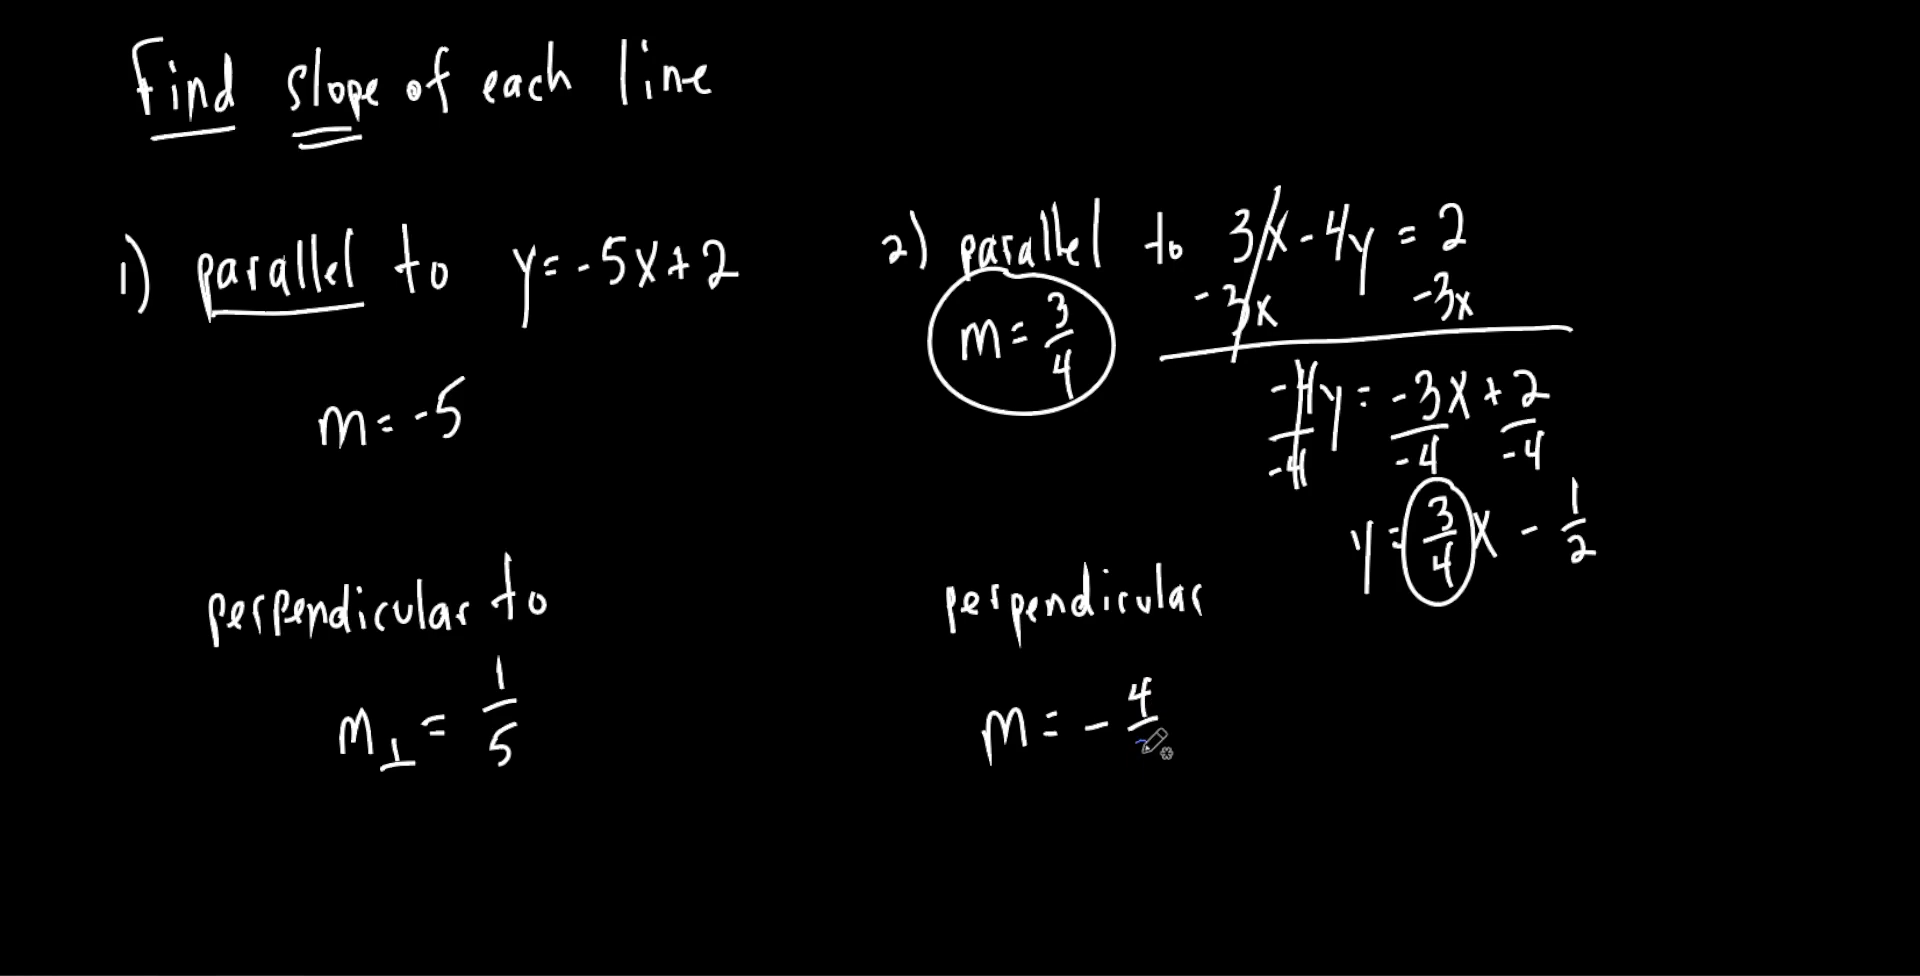 Find slope of each line
1) parallel to y = -5x + 2
m = -5
perpendicular to
m⊥ = 1/5
2) parallel to 3x - 4y = 2
-3x -3x
m = 3/4
-4y = -3x + 2
-4 -4 -4
y = 3/4 x - 1/2
perpendicular
m = - 4